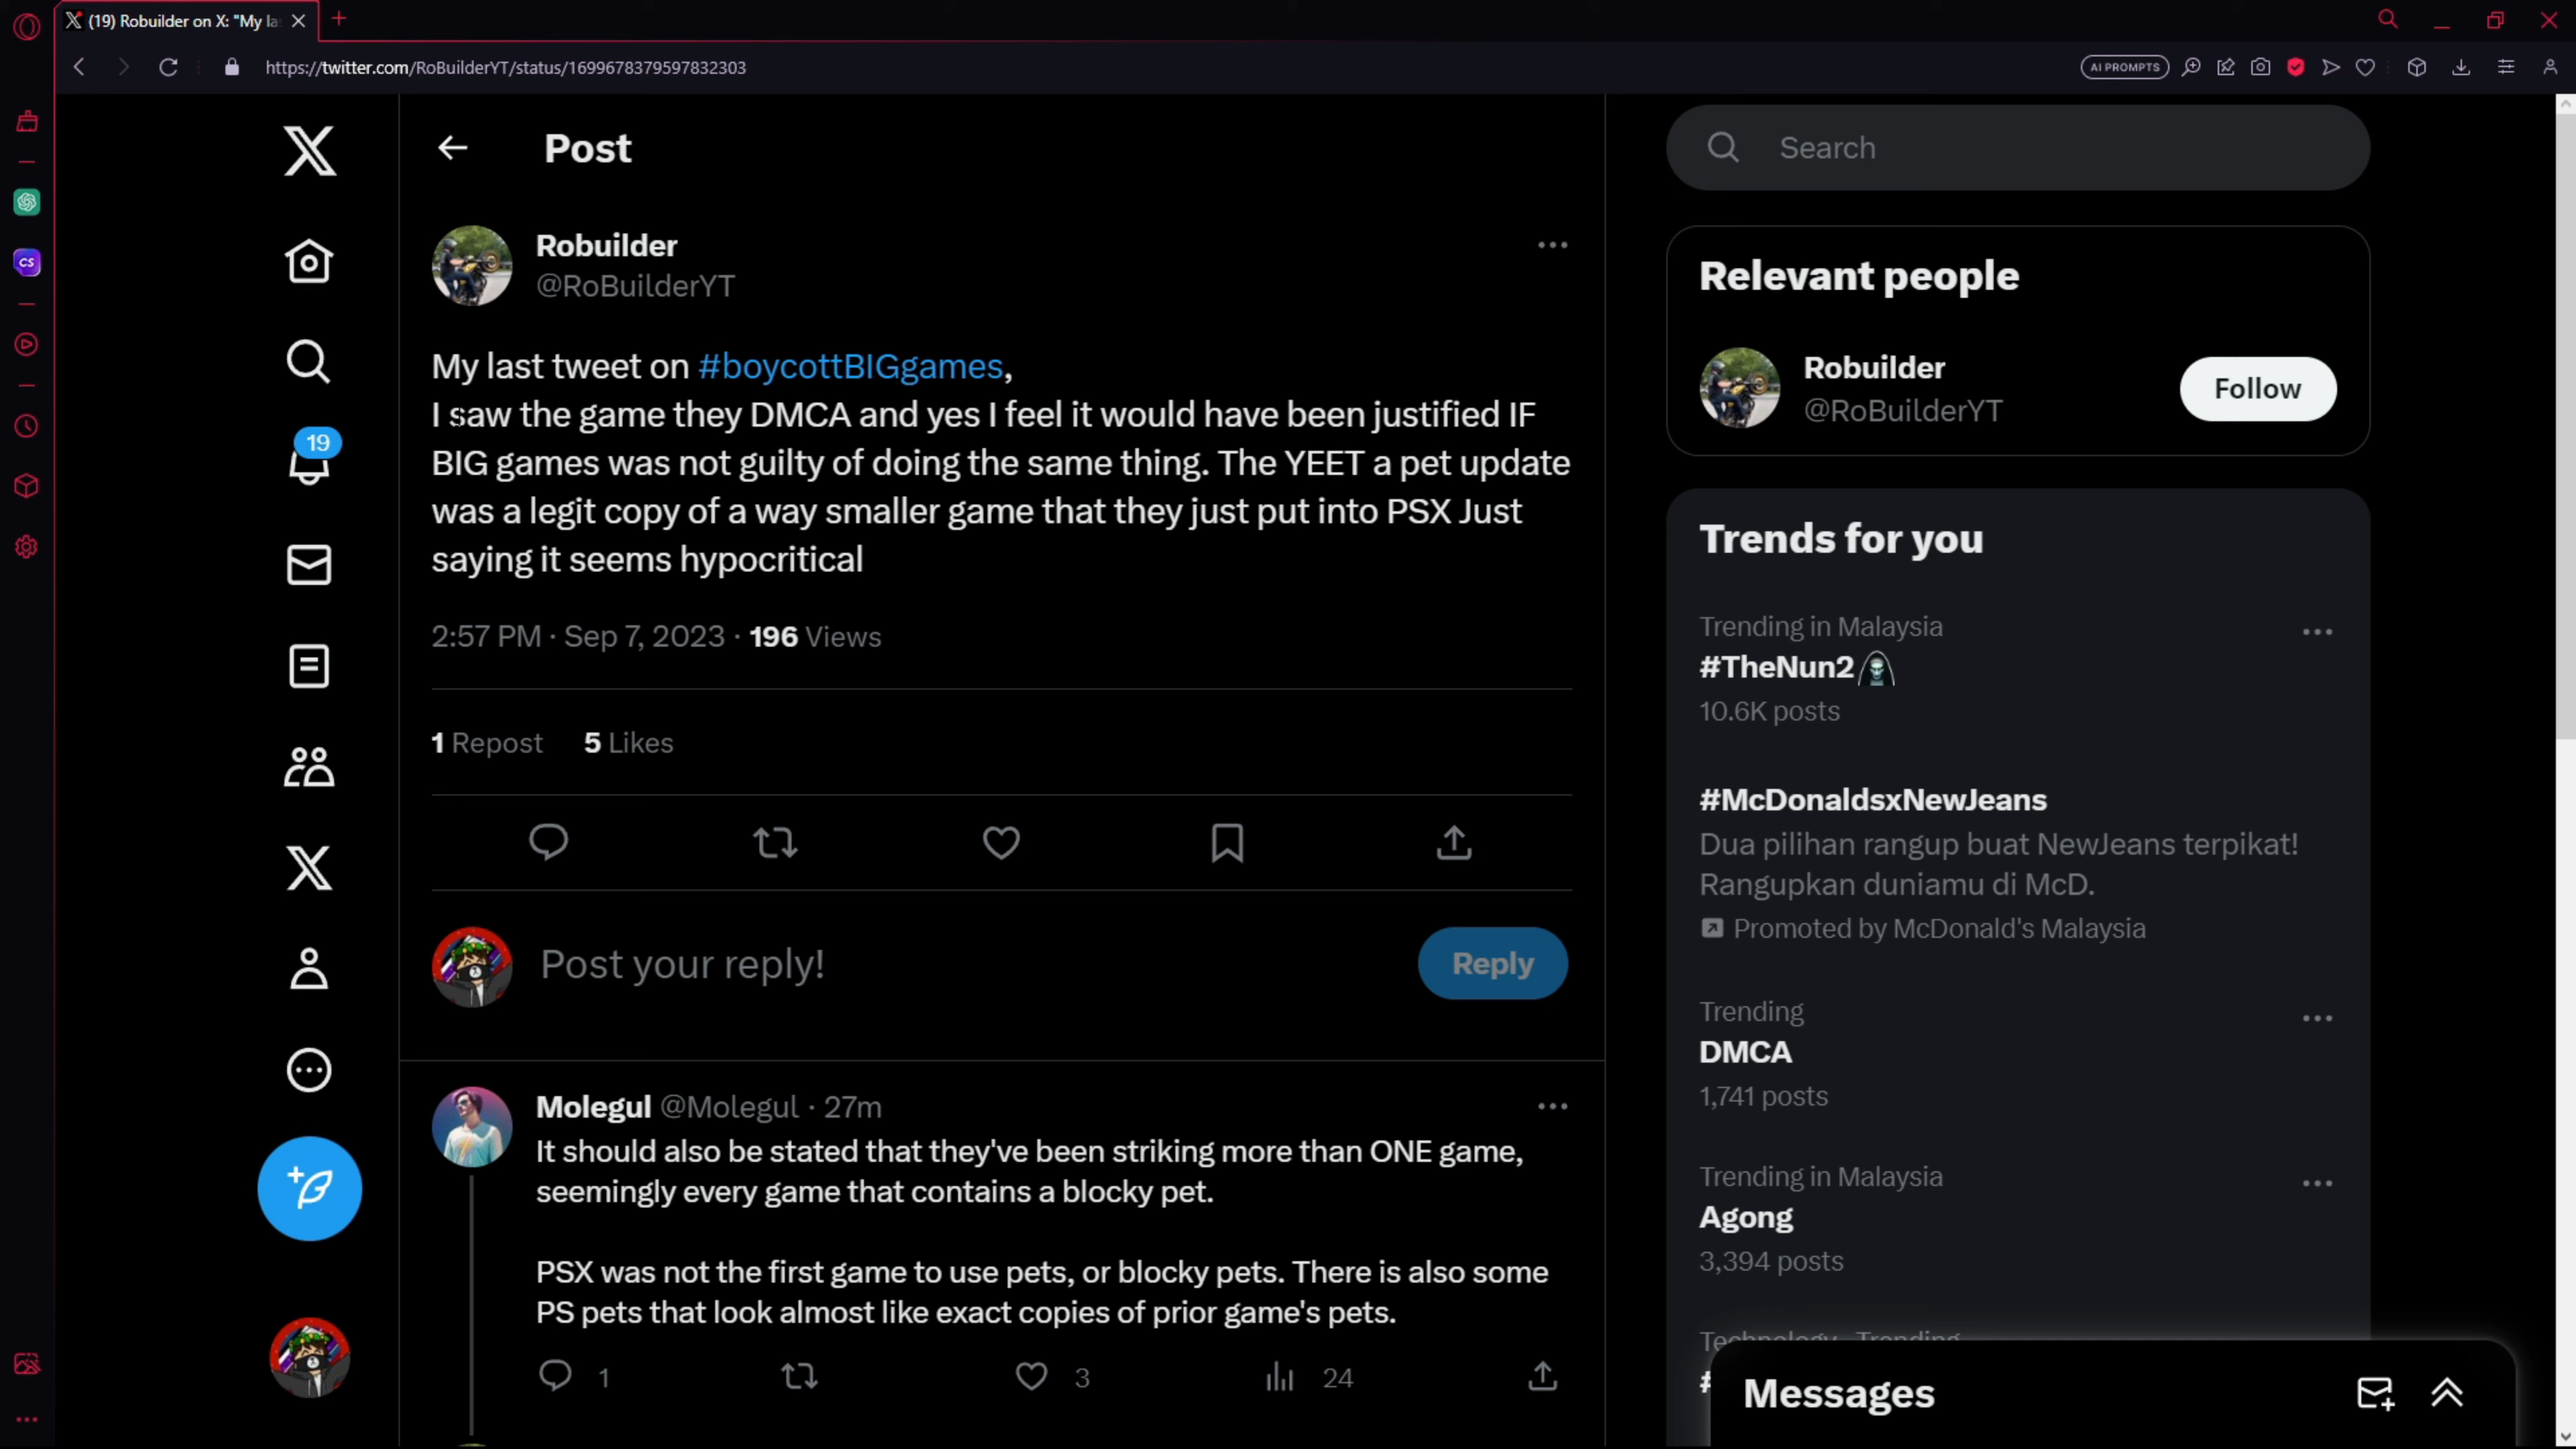 (19) Robuilder on X: "My la
https://twitter.com/RoBuilderYT/status/1699678379597832303
AI PROMPTS
CS
19
Post
Robuilder
@RoBuilderYT
My last tweet on #boycottBIGgames,
I saw the game they DMCA and yes I feel it would have been justified IF
BIG games was not guilty of doing the same thing. The YEET a pet update
was a legit copy of a way smaller game that they just put into PSX Just
saying it seems hypocritical
2:57 PM · Sep 7, 2023 · 196 Views
1 Repost 5 Likes
Post your reply!
Reply
Molegul @Molegul · 27m
It should also be stated that they've been striking more than ONE game,
seemingly every game that contains a blocky pet.
PSX was not the first game to use pets, or blocky pets. There is also some
PS pets that look almost like exact copies of prior game's pets.
1 3 24
Search
Relevant people
Robuilder
@RoBuilderYT
Follow
Trends for you
Trending in Malaysia
#TheNun2
10.6K posts
#McDonaldsxNewJeans
Dua pilihan rangup buat NewJeans terpikat!
Rangupkan duniamu di McD.
Promoted by McDonald's Malaysia
Trending
DMCA
1,741 posts
Trending in Malaysia
Agong
3,394 posts
Technology · Trending
#
Messages